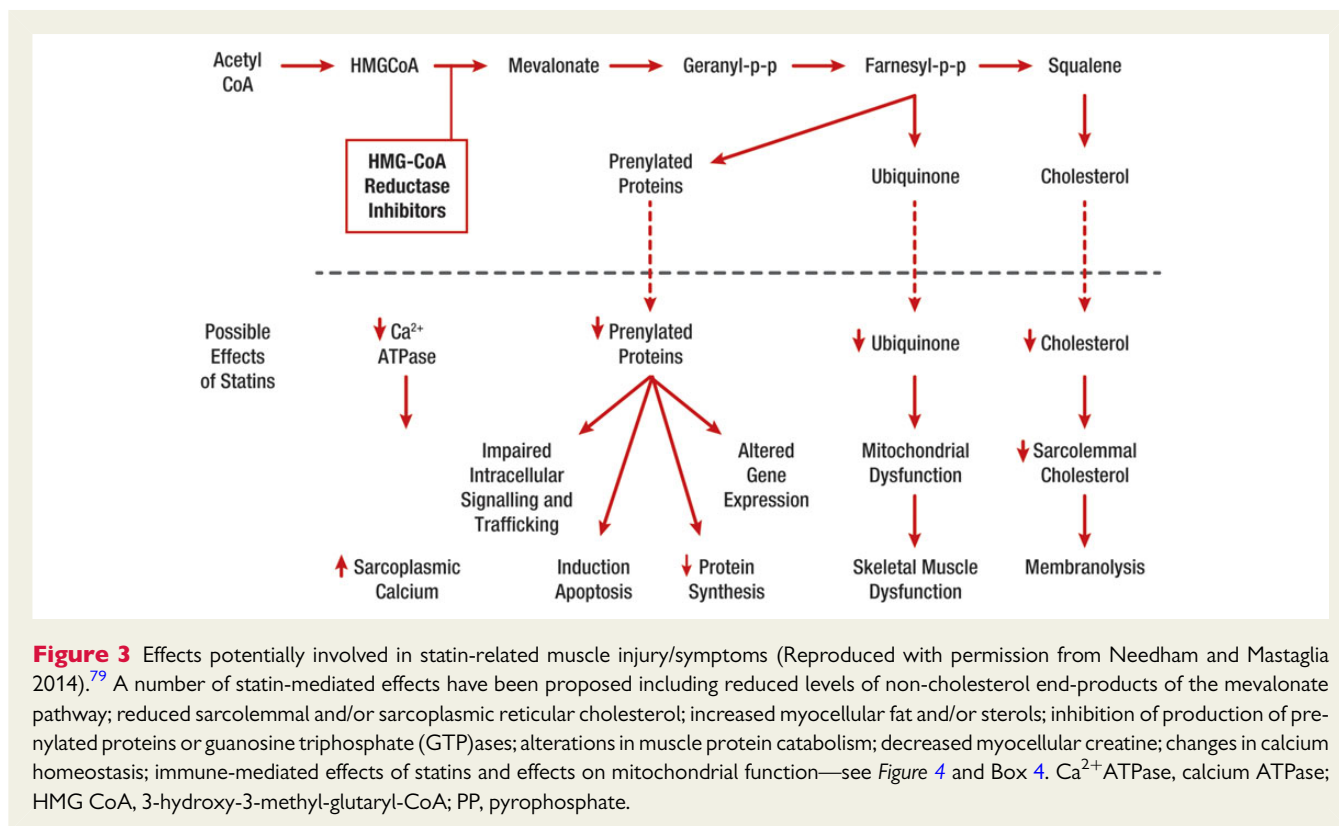 Acetyl
CoA
HMGCoA
Mevalonate
Geranyl-p-p
Farnesyl-p-p
Squalene
HMG-CoA
Reductase
Inhibitors
Prenylated
Proteins
Ubiquinone
Cholesterol
Possible
Effects
of Statins
Ca²⁺
ATPase
Prenylated
Proteins
Ubiquinone
Cholesterol
Impaired
Intracellular
Signalling and
Trafficking
Altered
Gene
Expression
Mitochondrial
Dysfunction
Sarcolemmal
Cholesterol
Sarcoplasmic
Calcium
Induction
Apoptosis
Protein
Synthesis
Skeletal Muscle
Dysfunction
Membranolysis
Figure 3 Effects potentially involved in statin-related muscle injury/symptoms (Reproduced with permission from Needham and Mastaglia
2014).⁷⁹ A number of statin-mediated effects have been proposed including reduced levels of non-cholesterol end-products of the mevalonate
pathway; reduced sarcolemmal and/or sarcoplasmic reticular cholesterol; increased myocellular fat and/or sterols; inhibition of production of pre-
nylated proteins or guanosine triphosphate (GTP)ases; alterations in muscle protein catabolism; decreased myocellular creatine; changes in calcium
homeostasis; immune-mediated effects of statins and effects on mitochondrial function—see Figure 4 and Box 4. Ca²⁺ATPase, calcium ATPase;
HMG CoA, 3-hydroxy-3-methyl-glutaryl-CoA; PP, pyrophosphate.